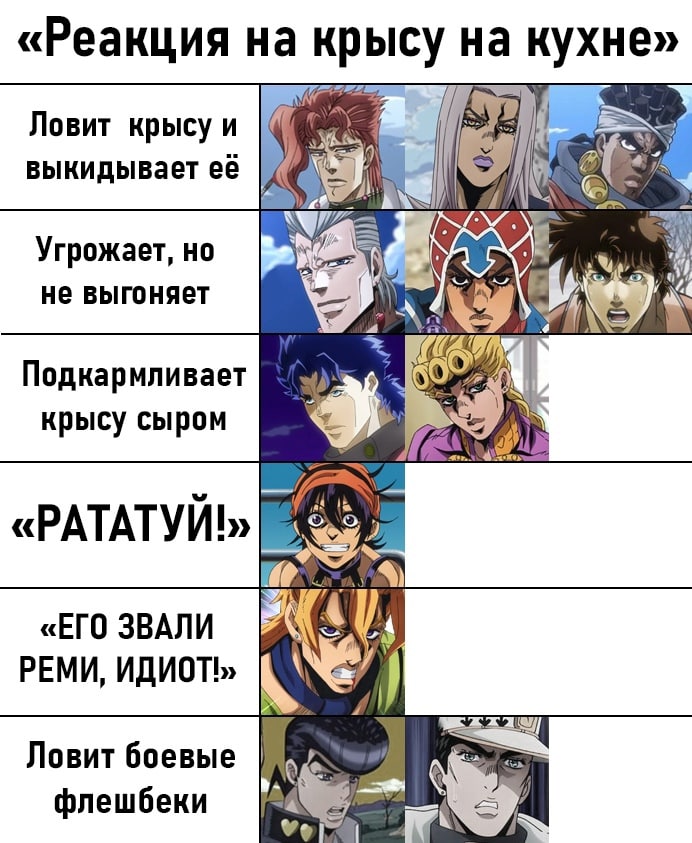 «Реакция на крысу на кухне»
Ловит крысу и
выкидывает её
Угрожает, но
не выгоняет
Подкармливает
крысу сыром
«РАТАТУЙ!»
«ЕГО ЗВАЛИ
РЕМИ, ИДИОТ!»
Ловит боевые
флешбеки